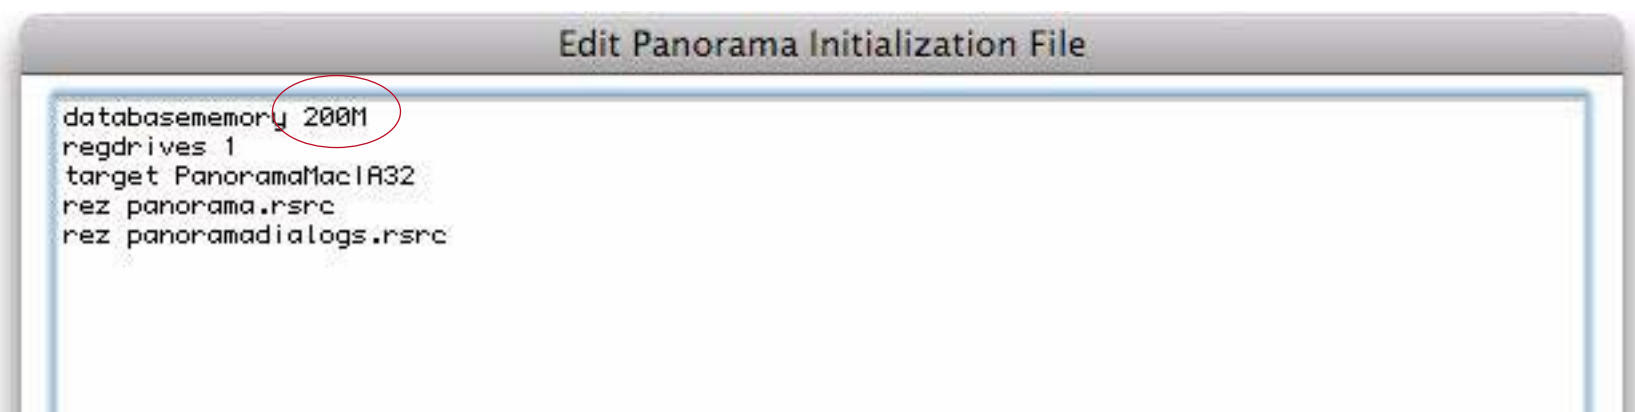 Edit Panorama Initialization File
databasememory 200M
regdrives 1
target PanoramaMacIA32
rez panorama.rsrc
rez panoramadialogs.rsrc